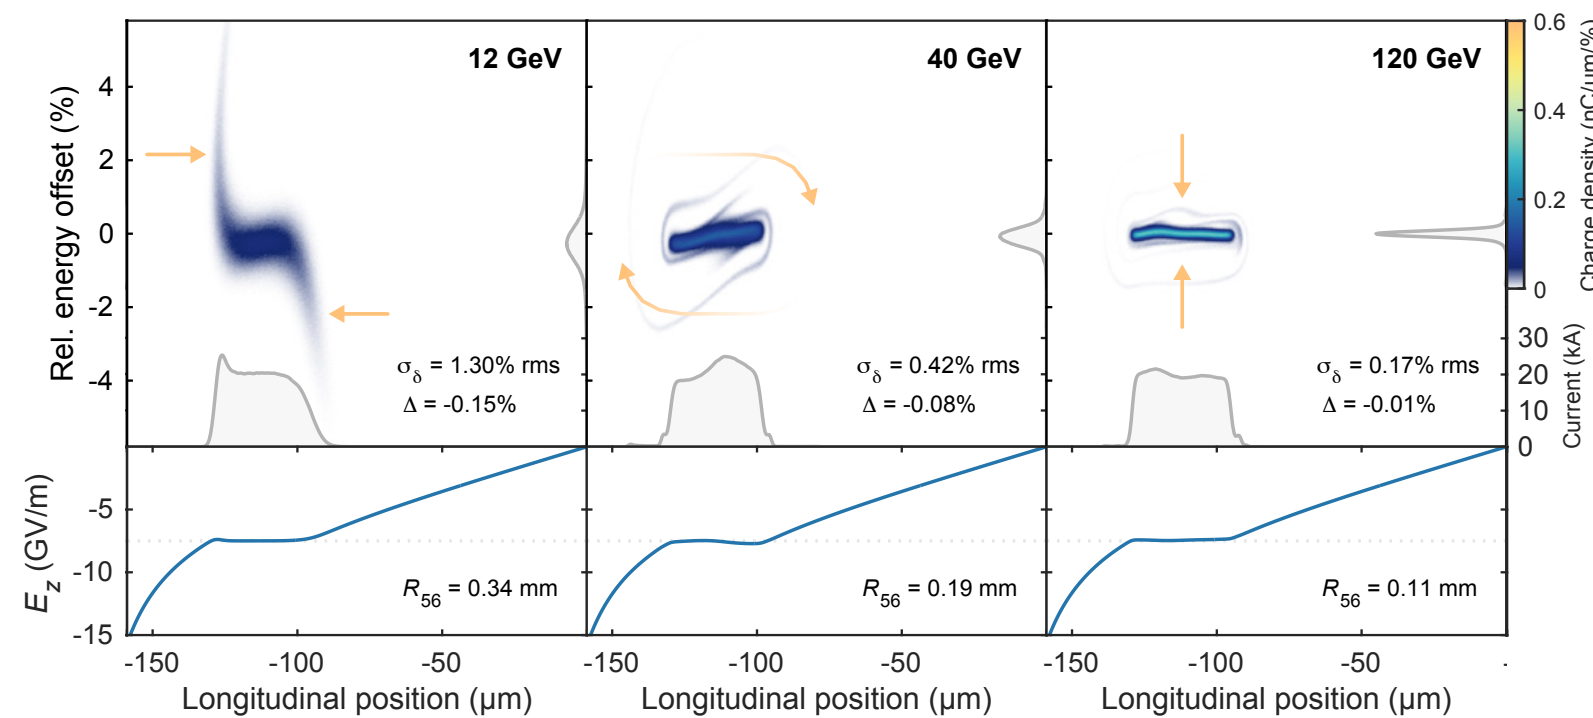 12 GeV
40 GeV
120 GeV
Rel. energy offset (%)
4
2
0
-2
-4
σδ = 1.30% rms
Δ = -0.15%
σδ = 0.42% rms
Δ = -0.08%
σδ = 0.17% rms
Δ = -0.01%
0.6
0.4
0.2
0
Charge density (nC/μm/%)
30
20
10
0
Current (kA)
Ez (GV/m)
-5
-10
-15
R56 = 0.34 mm
R56 = 0.19 mm
R56 = 0.11 mm
-150 -100 -50 -150 -100 -50 -150 -100 -50
Longitudinal position (μm) Longitudinal position (μm) Longitudinal position (μm)